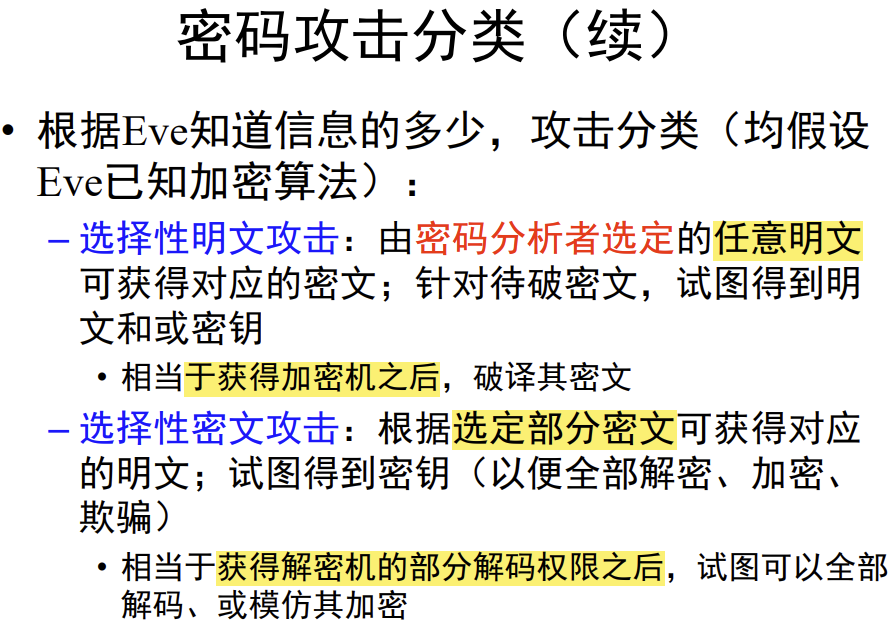 密码攻击分类（续）
• 根据Eve知道信息的多少，攻击分类（均假设
Eve已知加密算法）：
– 选择性明文攻击：由密码分析者选定的任意明文
可获得对应的密文；针对待破密文，试图得到明
文和或密钥
• 相当于获得加密机之后，破译其密文
– 选择性密文攻击：根据选定部分密文可获得对应
的明文；试图得到密钥（以便全部解密、加密、
欺骗）
• 相当于获得解密机的部分解码权限之后，试图可以全部
解码、或模仿其加密